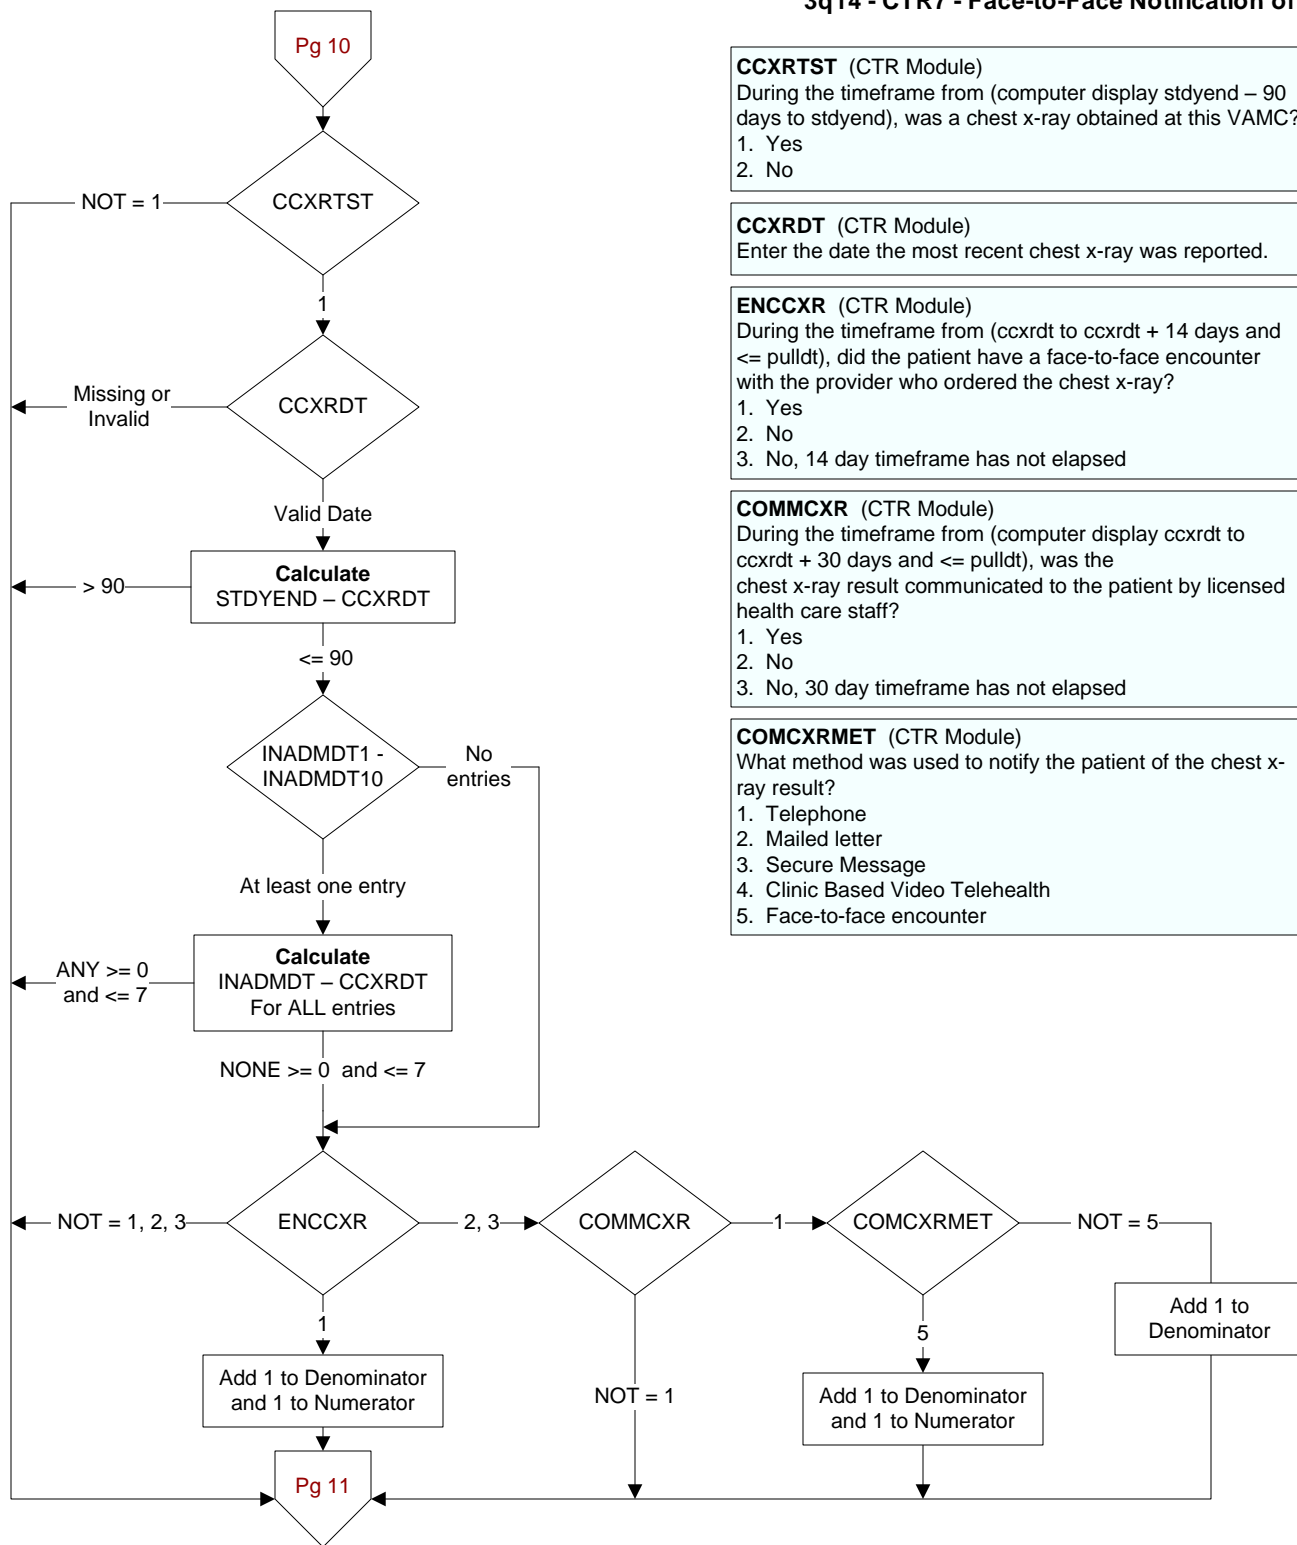 3q14 - CTR7 - Face-to-Face Notification of
Pg 10
CCXRTST (CTR Module)
During the timeframe from (computer display stdyend – 90
days to stdyend), was a chest x-ray obtained at this VAMC?
1. Yes
2. No
NOT = 1
CCXRTST
1
CCXRDT (CTR Module)
Enter the date the most recent chest x-ray was reported.
ENCCXR (CTR Module)
During the timeframe from (ccxrdt to ccxrdt + 14 days and
<= pulldt), did the patient have a face-to-face encounter
with the provider who ordered the chest x-ray?
1. Yes
2. No
3. No, 14 day timeframe has not elapsed
Missing or
Invalid
CCXRDT
Valid Date
COMMCXR (CTR Module)
During the timeframe from (computer display ccxrdt to
ccxrdt + 30 days and <= pulldt), was the
chest x-ray result communicated to the patient by licensed
health care staff?
1. Yes
2. No
3. No, 30 day timeframe has not elapsed
> 90
Calculate
STDYEND – CCXRDT
<= 90
COMCXRMET (CTR Module)
What method was used to notify the patient of the chest x-
ray result?
1. Telephone
2. Mailed letter
3. Secure Message
4. Clinic Based Video Telehealth
5. Face-to-face encounter
INADMDT1 -
INADMDT10
No
entries
At least one entry
ANY >= 0
and <= 7
Calculate
INADMDT – CCXRDT
For ALL entries
NONE >= 0 and <= 7
NOT = 1, 2, 3
ENCCXR
2, 3
COMMCXR
1
COMCXRMET
NOT = 5
Add 1 to
Denominator
1
5
Add 1 to Denominator
and 1 to Numerator
NOT = 1
Add 1 to Denominator
and 1 to Numerator
Pg 11